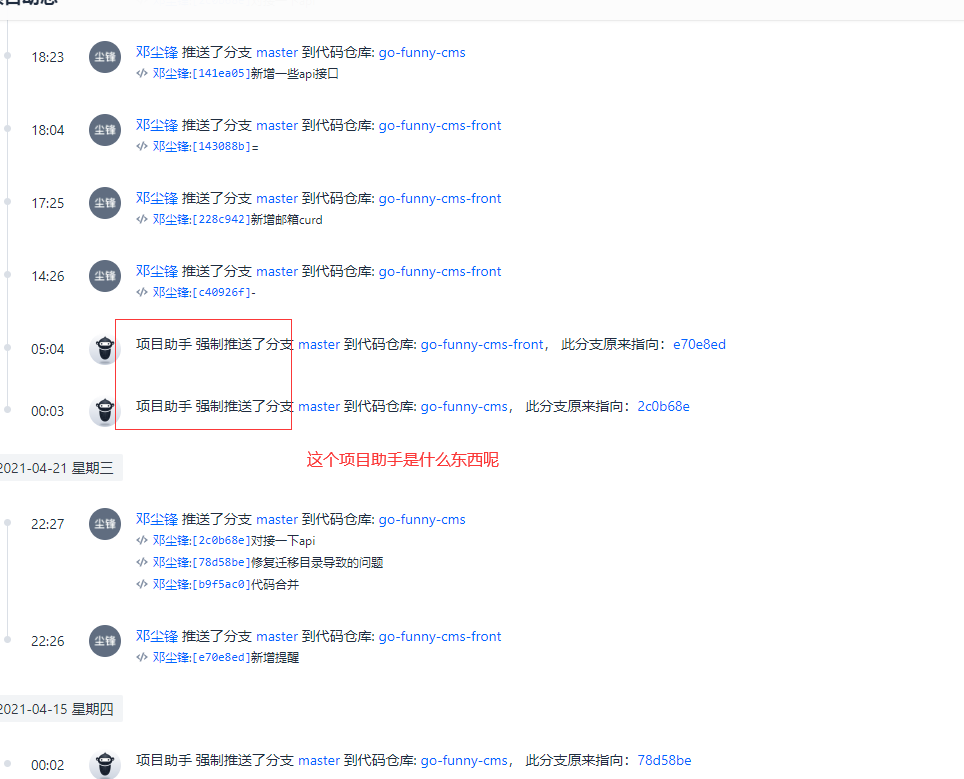 18:23 尘锋 邓尘锋 推送了分支 master 到代码仓库: go-funny-cms
</> 邓尘锋:[141ea05]新增一些api接口
18:04 尘锋 邓尘锋 推送了分支 master 到代码仓库: go-funny-cms-front
</> 邓尘锋:[143088b]=
17:25 尘锋 邓尘锋 推送了分支 master 到代码仓库: go-funny-cms-front
</> 邓尘锋:[228c942]新增邮箱curd
14:26 尘锋 邓尘锋 推送了分支 master 到代码仓库: go-funny-cms-front
</> 邓尘锋:[c40926f]-
05:04 项目助手 强制推送了分支 master 到代码仓库: go-funny-cms-front， 此分支原来指向：e70e8ed
00:03 项目助手 强制推送了分支 master 到代码仓库: go-funny-cms， 此分支原来指向：2c0b68e
这个项目助手是什么东西呢
2021-04-21 星期三
22:27 尘锋 邓尘锋 推送了分支 master 到代码仓库: go-funny-cms
</> 邓尘锋:[2c0b68e]对接一下api
</> 邓尘锋:[78d58be]修复迁移目录导致的问题
</> 邓尘锋:[b9f5ac0]代码合并
22:26 尘锋 邓尘锋 推送了分支 master 到代码仓库: go-funny-cms-front
</> 邓尘锋:[e70e8ed]新增提醒
2021-04-15 星期四
00:02 项目助手 强制推送了分支 master 到代码仓库: go-funny-cms， 此分支原来指向：78d58be